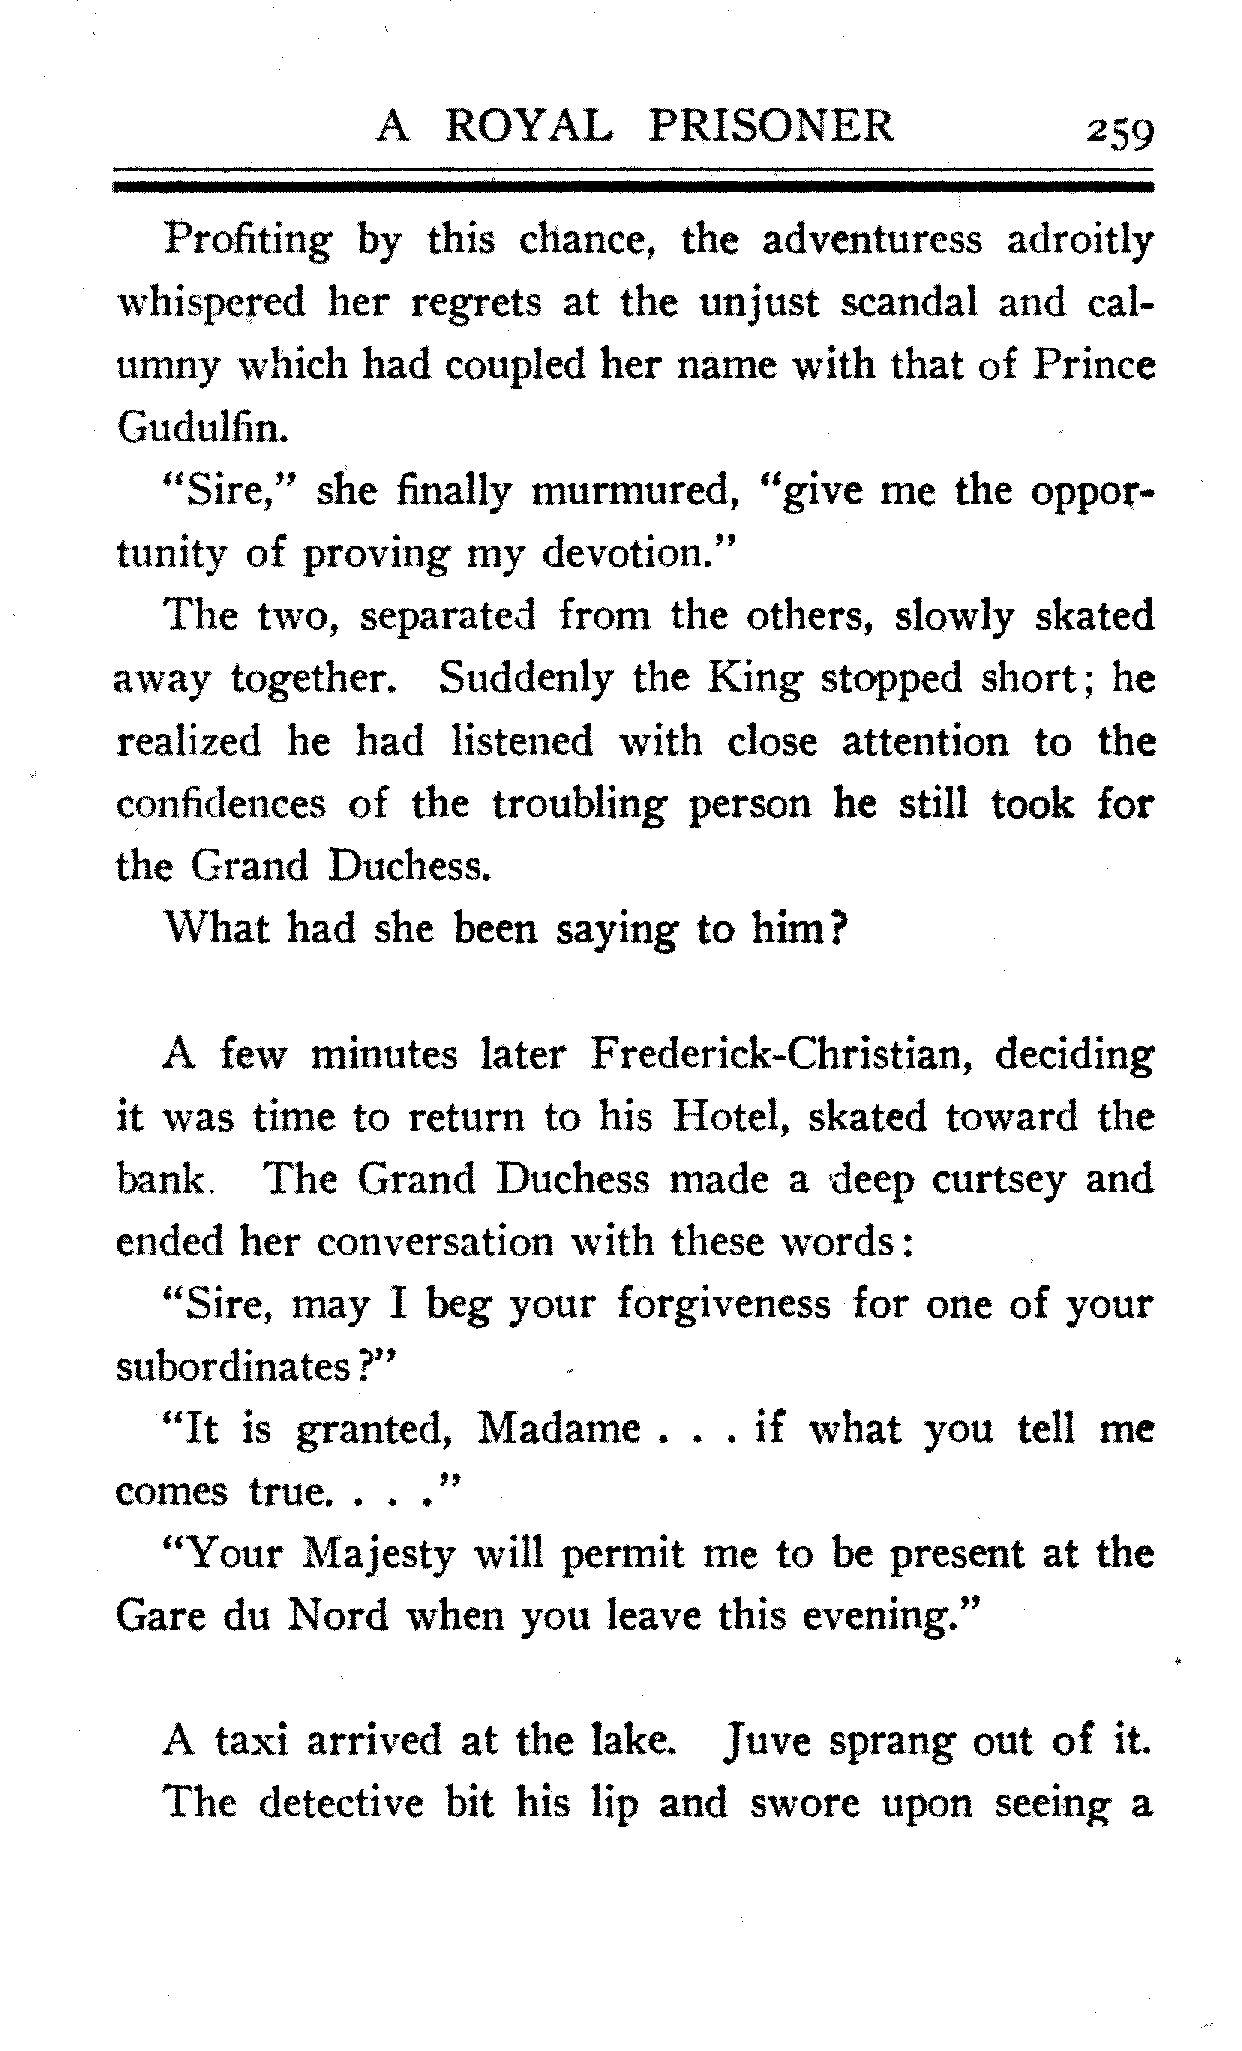 A ROYAL PRISONER 259
Profiting by this chance, the adventuress adroitly
whispered her regrets at the unjust scandal and cal-
umny which had coupled her name with that of Prince
Gudulfin.
"Sire," she finally murmured, "give me the oppor-
tunity of proving my devotion."
The two, separated from the others, slowly skated
away together. Suddenly the King stopped short; he
realized he had listened with close attention to the
confidences of the troubling person he still took for
the Grand Duchess.
What had she been saying to him?
A few minutes later Frederick-Christian, deciding
it was time to return to his Hotel, skated toward the
bank. The Grand Duchess made a deep curtsey and
ended her conversation with these words:
"Sire, may I beg your forgiveness for one of your
subordinates?"
"It is granted, Madame . . . if what you tell me
comes true. . . ."
"Your Majesty will permit me to be present at the
Gare du Nord when you leave this evening."
A taxi arrived at the lake. Juve sprang out of it.
The detective bit his lip and swore upon seeing a